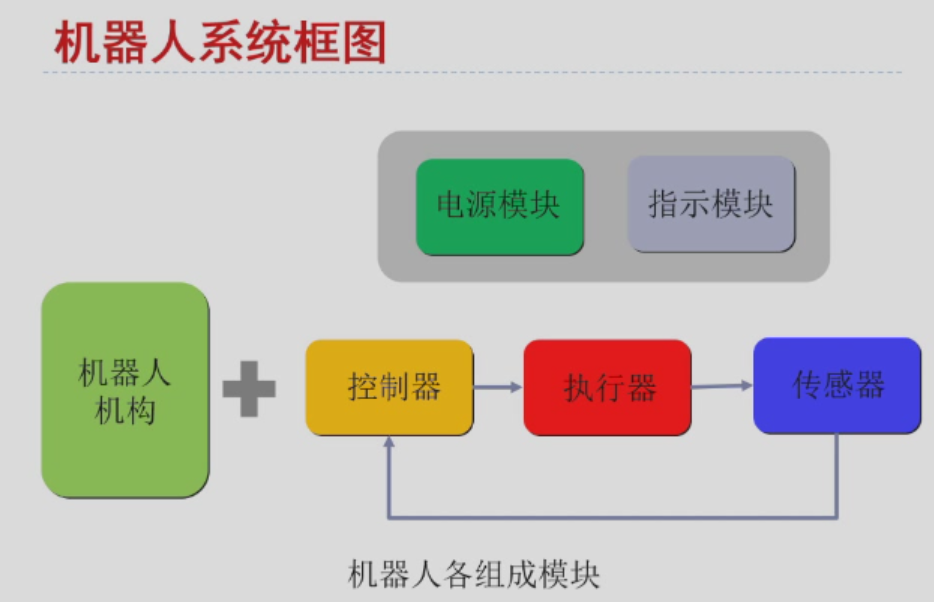 机器人系统框图
电源模块
指示模块
机器人
机构
控制器
执行器
传感器
机器人各组成模块